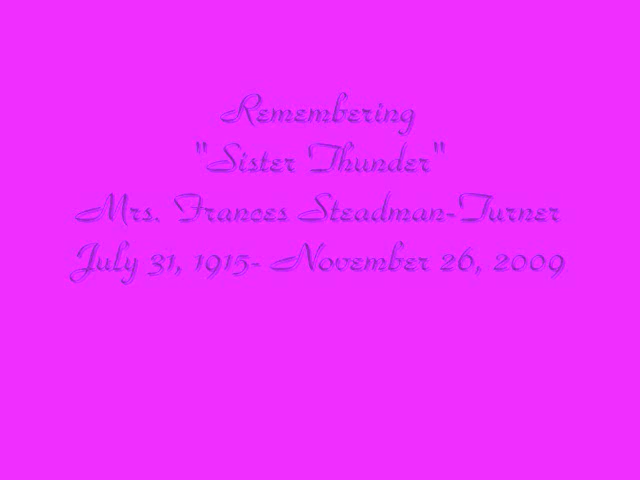 Remembering
"Sister Thunder"
Mrs. Frances Steadman-Turner
July 31, 1915- November 26, 2009